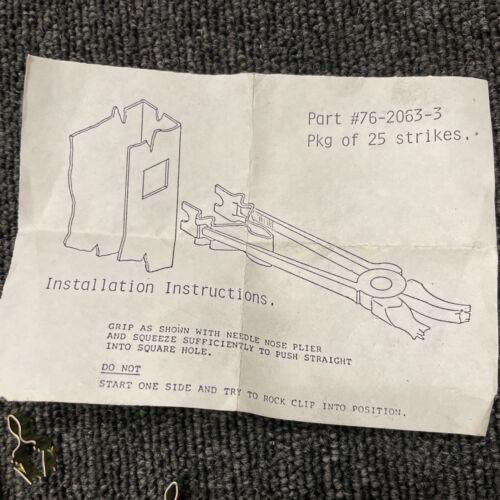 Part #76-2063-3
Pkg of 25 strikes.
Installation Instructions.
GRIP AS SHOWN WITH NEEDLE NOSE PLIER
AND SQUEEZE SUFFICIENTLY TO PUSH STRAIGHT
INTO SQUARE HOLE.
DO NOT
START ONE SIDE AND TRY TO ROCK CLIP INTO POSITION.